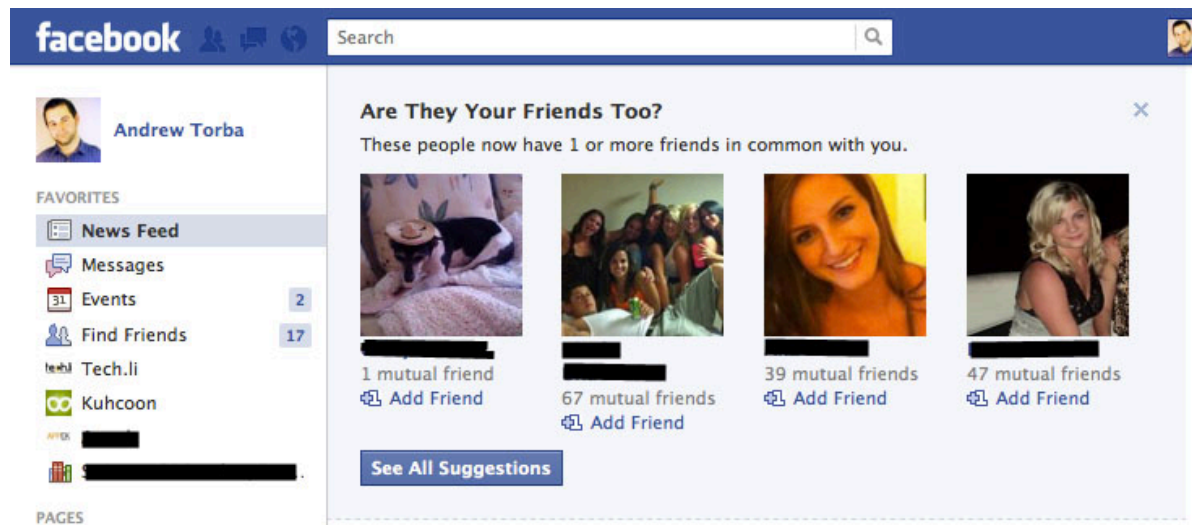 facebook
Search
Andrew Torba
FAVORITES
News Feed
Messages
31 Events 2
Find Friends 17
Tech.li
Kuhcoon
PAGES
Are They Your Friends Too?
These people now have 1 or more friends in common with you.
1 mutual friend
Add Friend
67 mutual friends
Add Friend
39 mutual friends
Add Friend
47 mutual friends
Add Friend
See All Suggestions